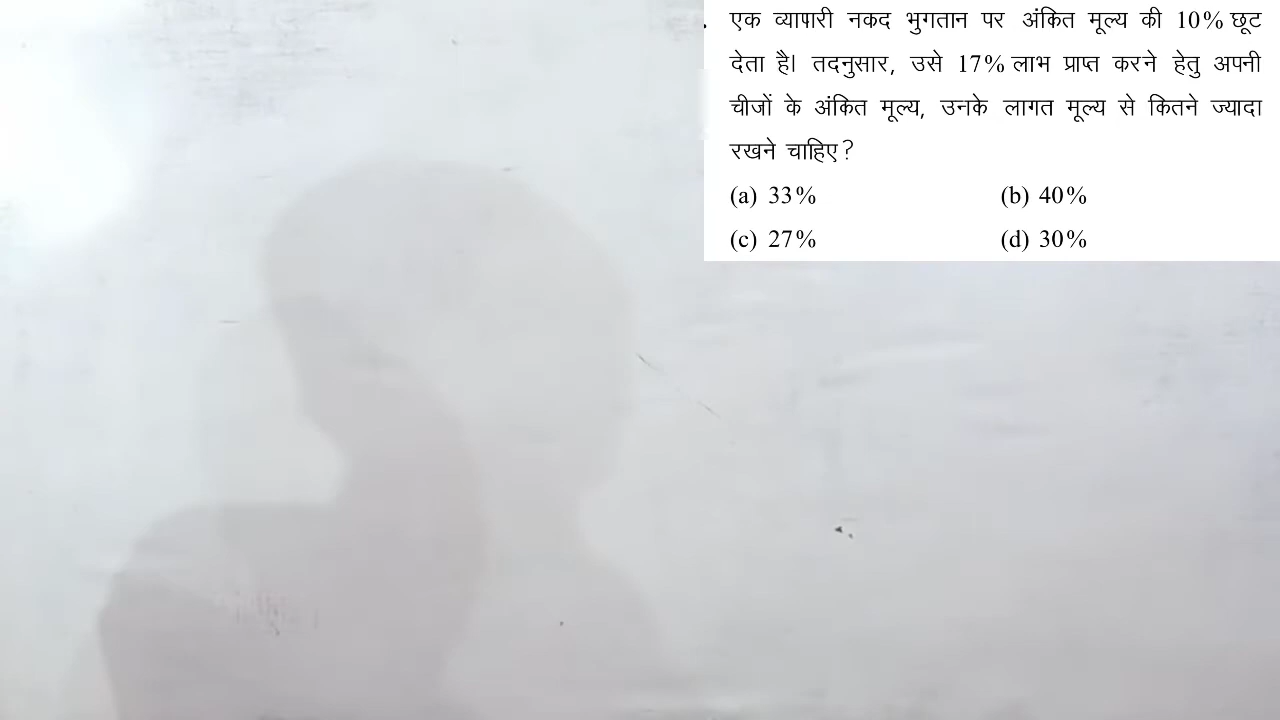 एक व्यापारी नकद भुगतान पर अंकित मूल्य की 10% छूट
देता है। तदनुसार, उसे 17% लाभ प्राप्त करने हेतु अपनी
चीजों के अंकित मूल्य, उनके लागत मूल्य से कितने ज्यादा
रखने चाहिए?
(a) 33% (b) 40%
(c) 27% (d) 30%